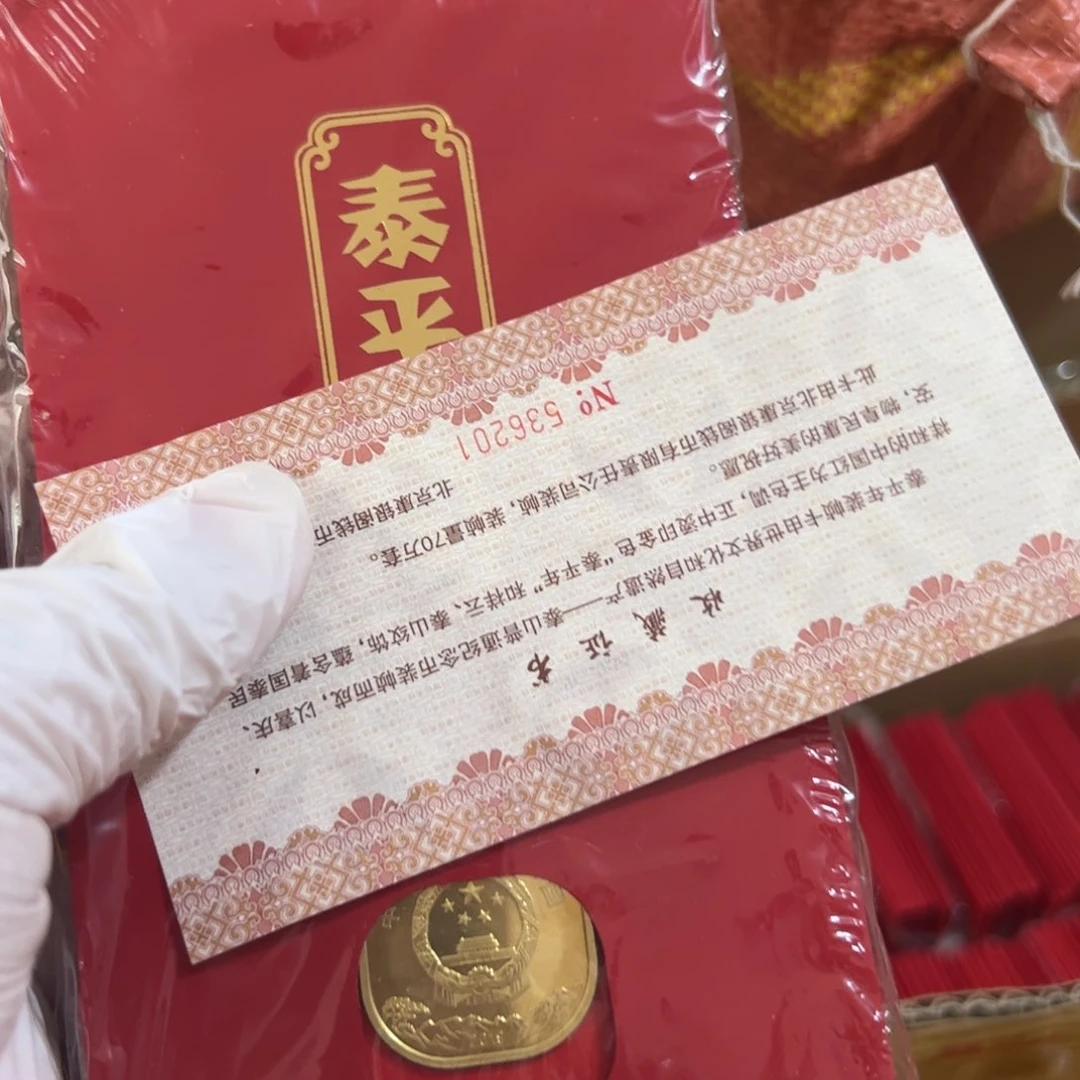 泰
平
收藏证书
泰平年装帧卡由世界文化和自然遗产——泰山普通纪念币装帧而成，以喜庆、
祥和的中国红为主色调，正中烫印金色“泰平年”和祥云、泰山纹饰，蕴含着国泰民
安，物阜民康的美好祝愿。
此卡由北京康银阁钱币有限责任公司装帧，装帧量70万套。
北京康银阁钱币
№ 536201